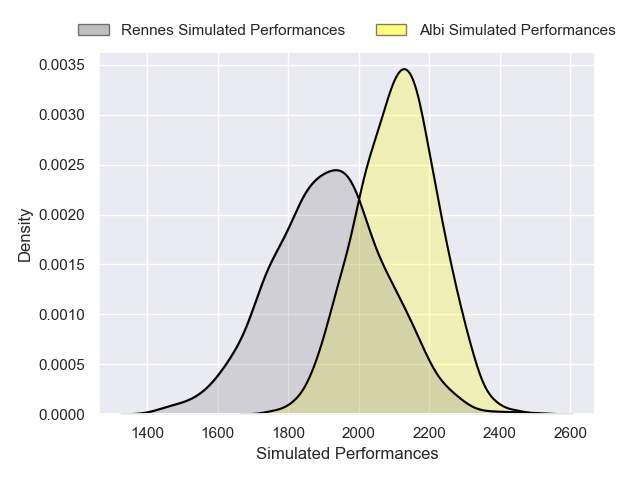 Rennes Simulated Performances Albi Simulated Performances
0.0035
0.0030
0.0025
0.0020
0.0015
0.0010
0.0005
0.0000
Density
1400 1600 1800 2000 2200 2400 2600
Simulated Performances